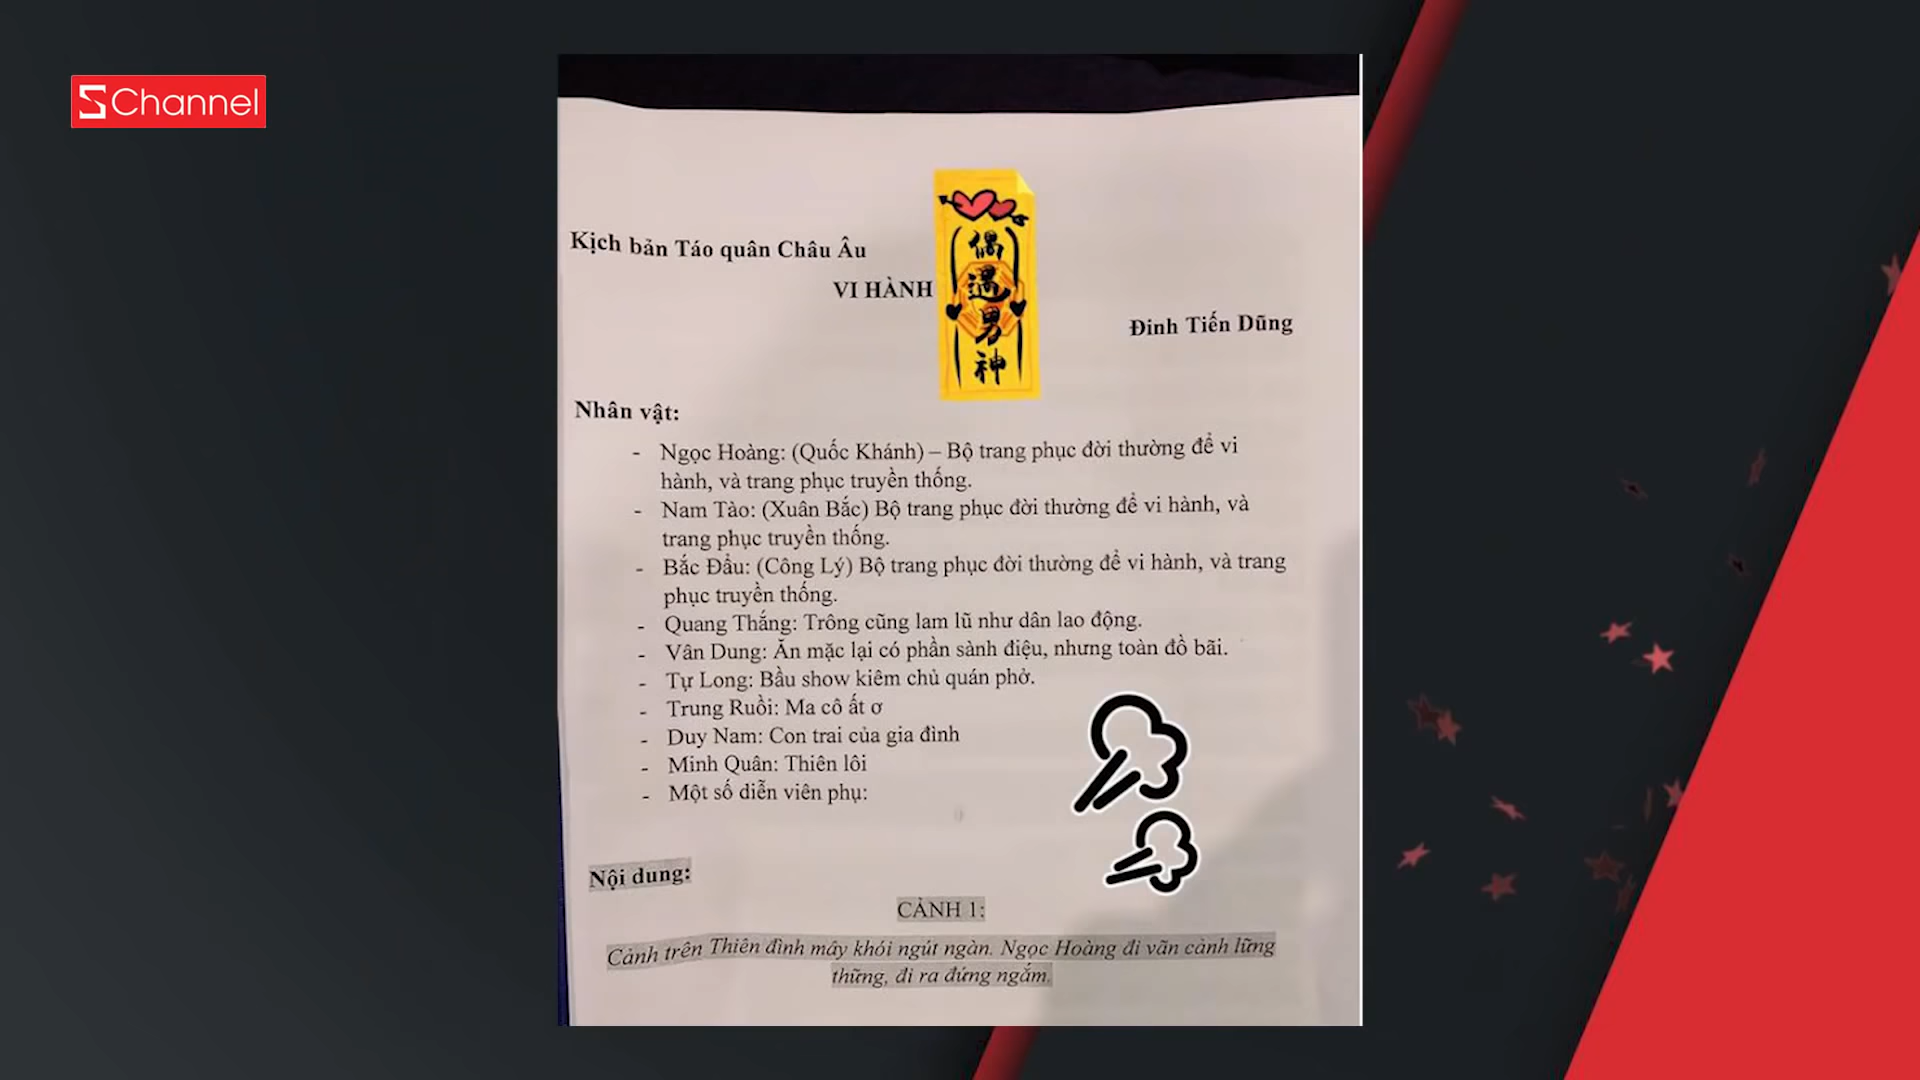 SChannel
Kịch bản Táo quân Châu Âu
VI HÀNH
偶遇男神
Đinh Tiến Dũng
Nhân vật:
- Ngọc Hoàng: (Quốc Khánh) – Bộ trang phục đời thường để vi
hành, và trang phục truyền thống.
- Nam Tào: (Xuân Bắc) Bộ trang phục đời thường để vi hành, và
trang phục truyền thống.
- Bắc Đẩu: (Công Lý) Bộ trang phục đời thường để vi hành, và trang
phục truyền thống.
- Quang Thắng: Trông cũng lam lũ như dân lao động.
- Vân Dung: Ăn mặc lại có phần sành điệu, nhưng toàn đồ bãi.
- Tự Long: Bầu show kiêm chủ quán phở.
- Trung Ruồi: Ma cô ất ơ
- Duy Nam: Con trai của gia đình
- Minh Quân: Thiên lôi
- Một số diễn viên phụ:
Nội dung:
CẢNH 1:
Cảnh trên Thiên đình mây khói ngút ngàn. Ngọc Hoàng đi vãn cảnh lững
thững, đi ra đứng ngắm.